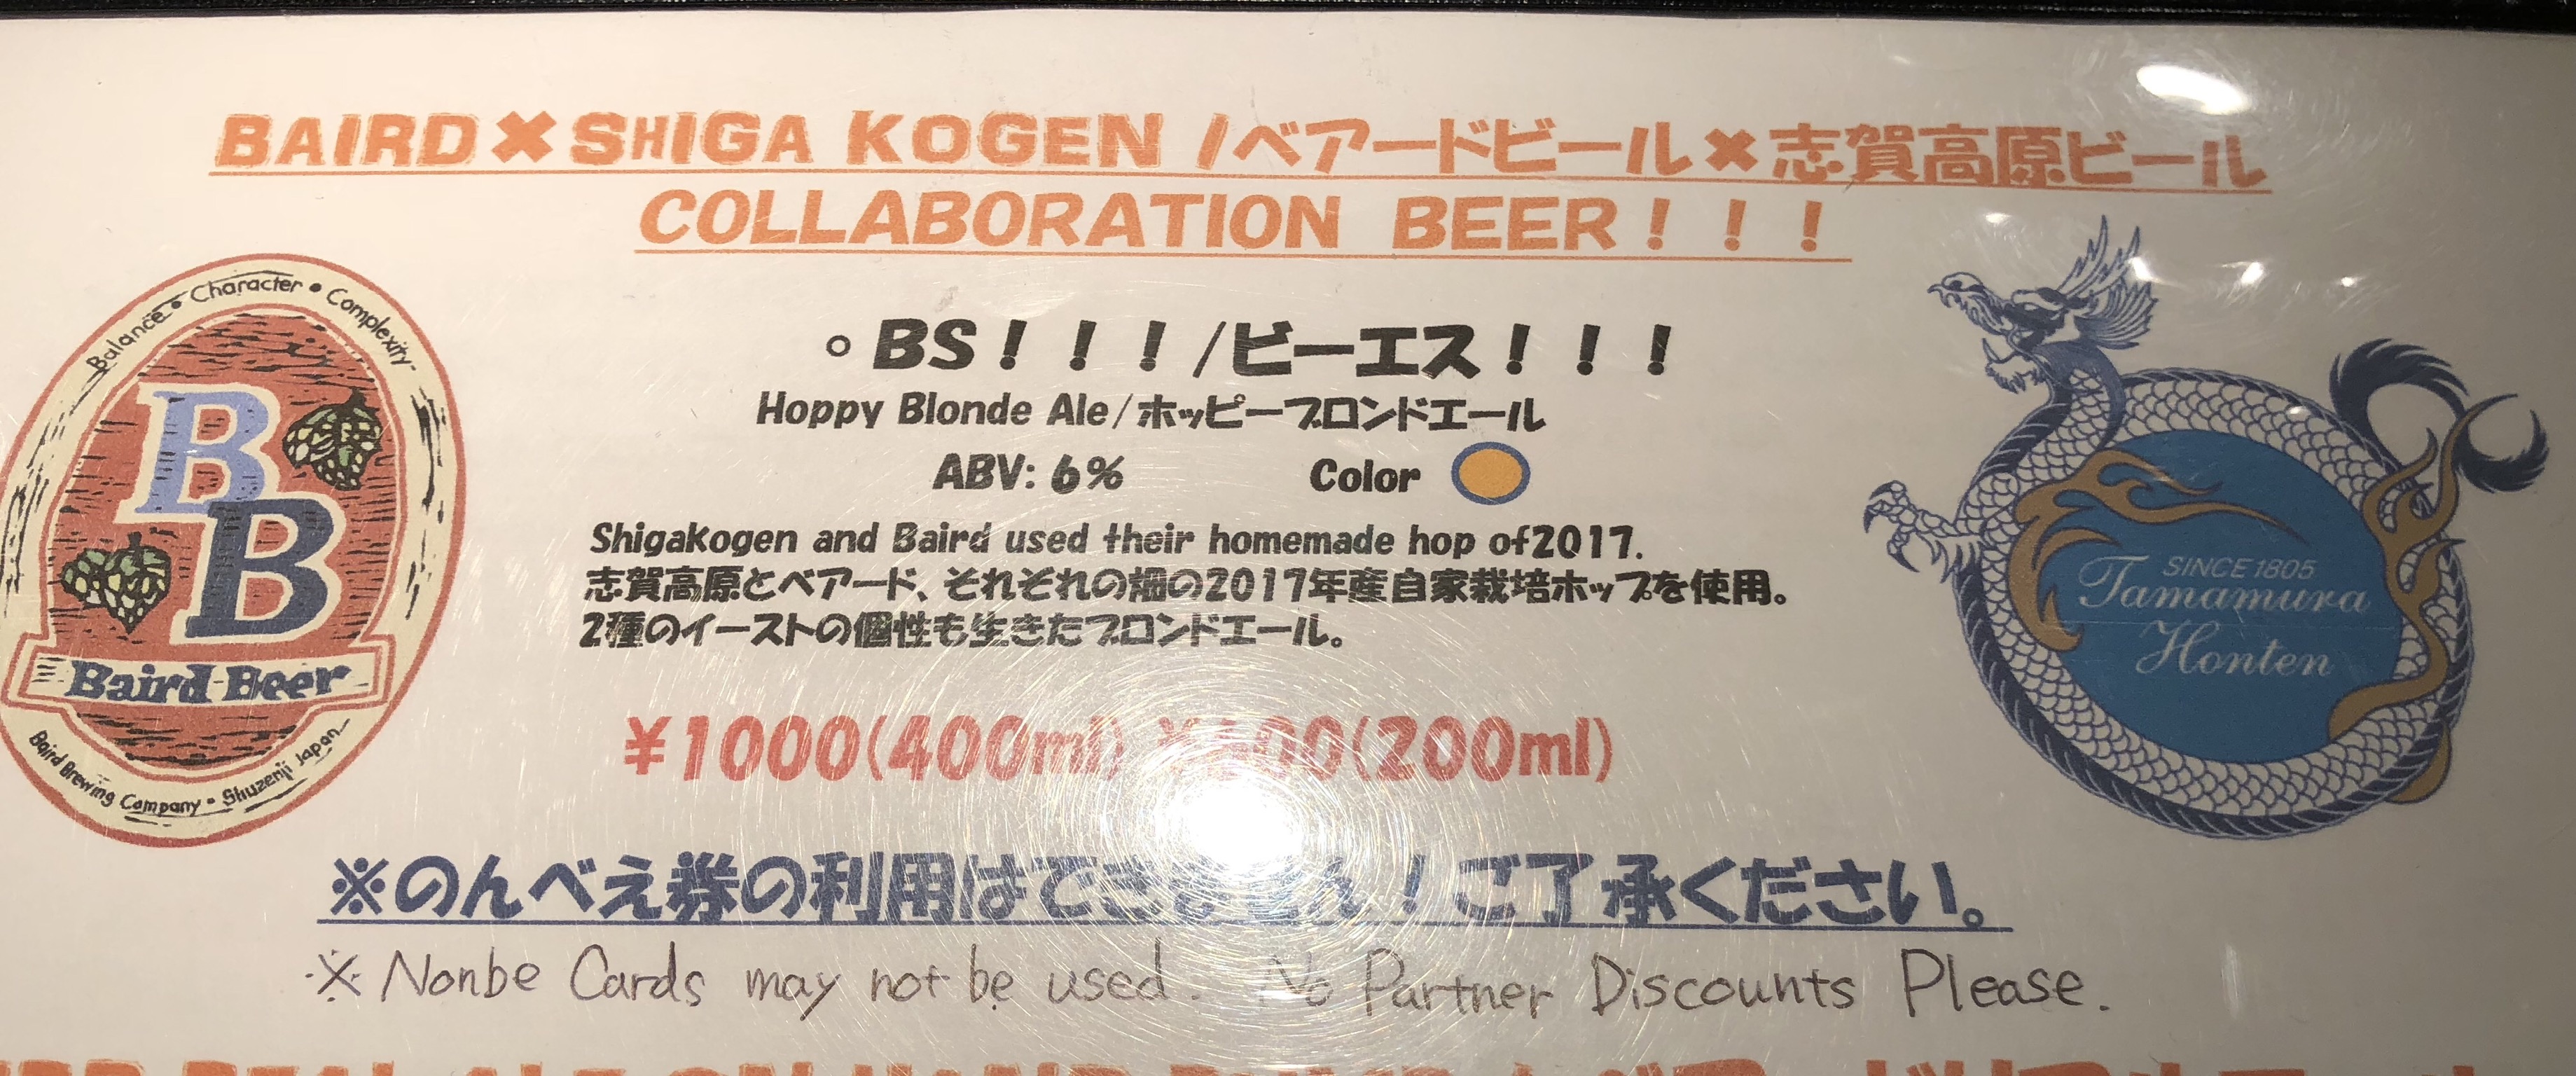 BAIRD✖SHIGA KOGEN /ベアードビール✖志賀高原ビール
COLLABORATION BEER！！！
Balance • Character • Complexity
BB
Baird Beer
Baird Brewing Company • Shuzenji Japan
○ BS！！！/ビーエス！！！
Hoppy Blonde Ale/ホッピーブロンドエール
ABV: 6% Color
Shigakogen and Baird used their homemade hop of2017.
志賀高原とベアード、それぞれの畑の2017年産自家栽培ホップを使用。
2種のイーストの個性も生きたブロンドエール。
¥1000(400ml) (200ml)
SINCE 1805
Tamamura
Honten
※のんべえ券の利用はできません！ご了承ください。
※ Nonbe Cards may not be used. No Partner Discounts Please.